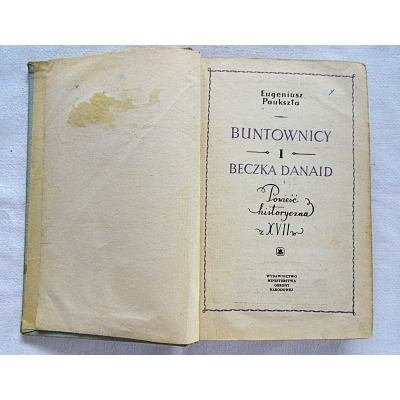 Eugeniusz
Paukszta
BUNTOWNICY
I
BECZKA DANAID
Powieść
historyczna
z XVII w
WYDAWNICTWO
MINISTERSTWA
OBRONY
NARODOWEJ